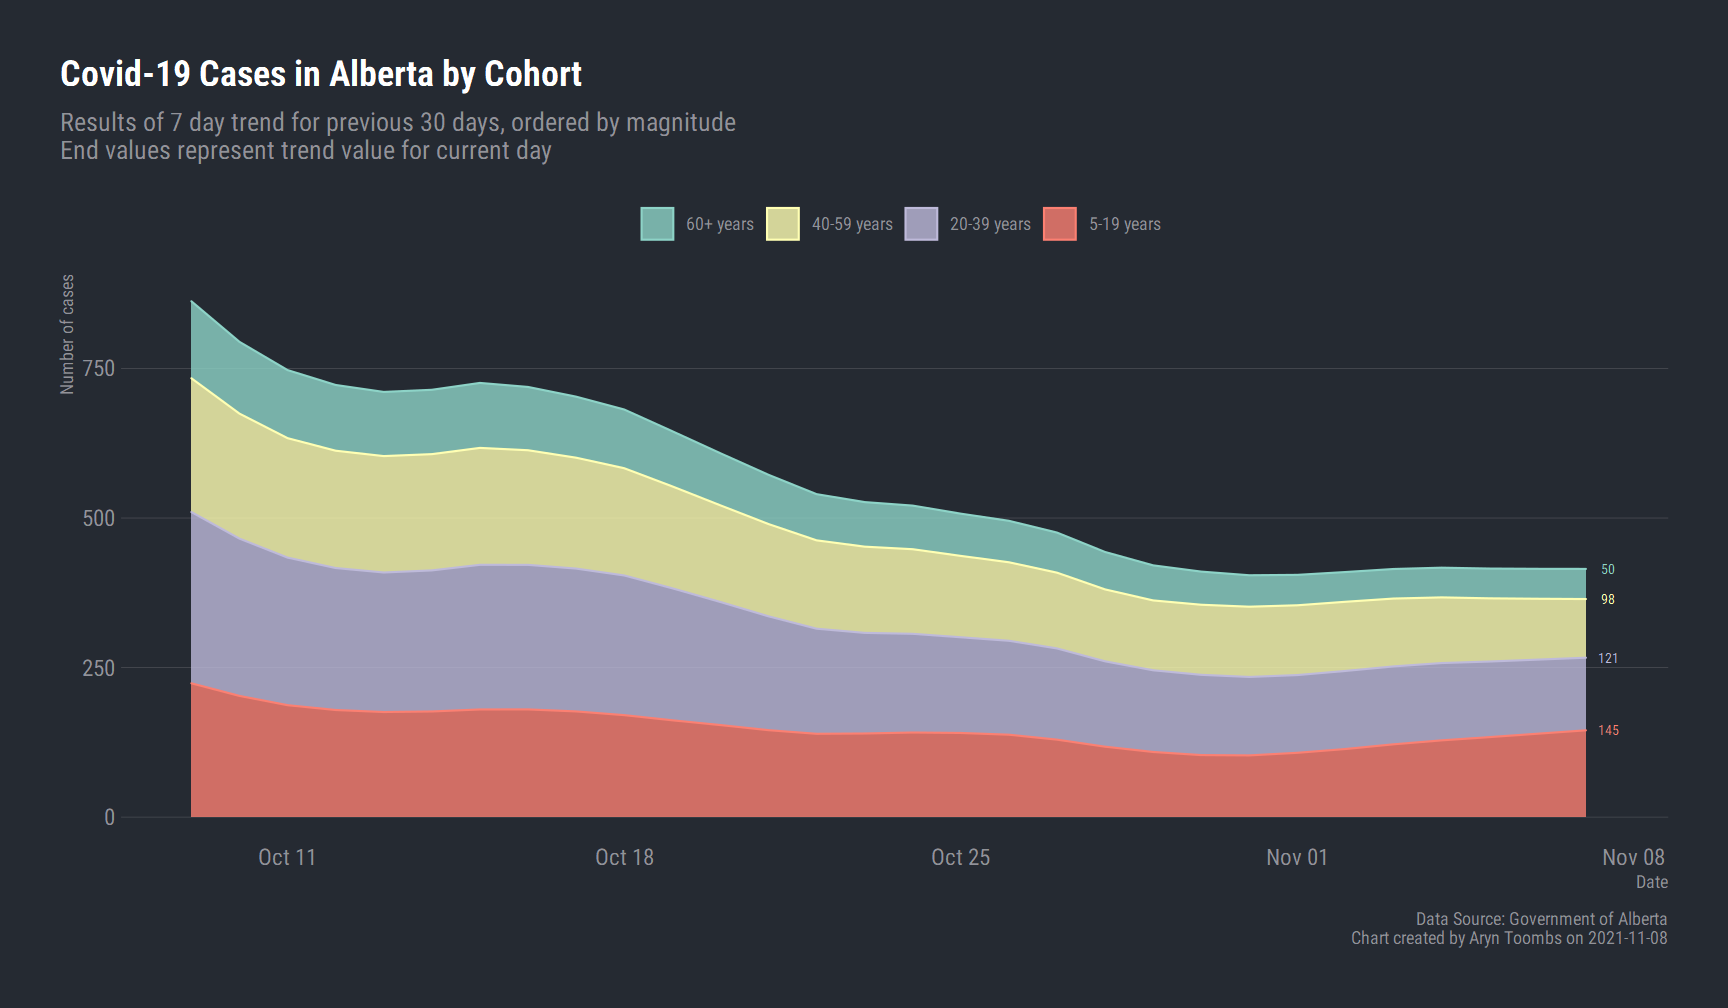 Covid-19 Cases in Alberta by Cohort
Results of 7 day trend for previous 30 days, ordered by magnitude
End values represent trend value for current day
60+ years 40-59 years 20-39 years 5-19 years
Number of cases
750
500
250
0
50
98
121
145
Oct 11 Oct 18 Oct 25 Nov 01 Nov 08
Date
Data Source: Government of Alberta
Chart created by Aryn Toombs on 2021-11-08